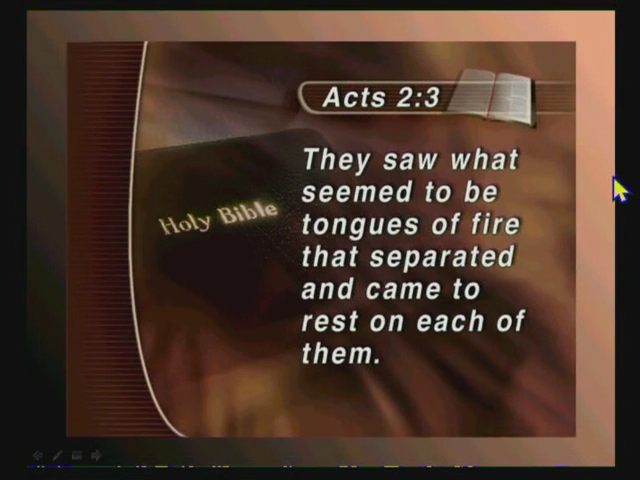 Acts 2:3
They saw what
seemed to be
tongues of fire
that separated
and came to
rest on each of
them.
Holy Bible